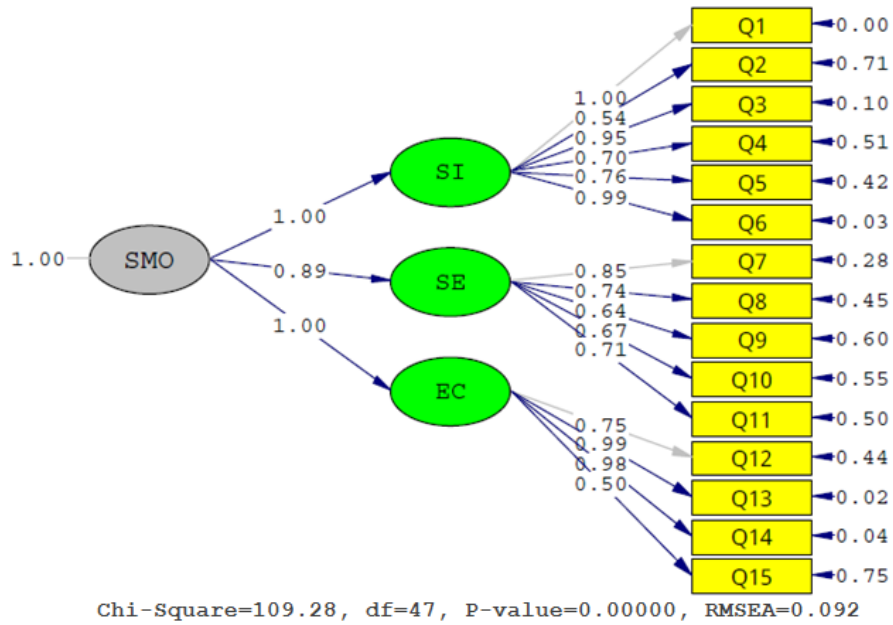 Q1 0.00
Q2 0.71
1.00
Q3 0.10
0.54
0.95
Q4 0.51
0.70
SI
0.76
Q5 0.42
0.99
1.00
Q6 0.03
1.00
SMO
Q7 0.28
0.89
SE
0.85
0.74
Q8 0.45
0.64
1.00
0.67
Q9 0.60
0.71
Q10 0.55
EC
Q11 0.50
0.75
0.99
Q12 0.44
0.98
0.50
Q13 0.02
Q14 0.04
Q15 0.75
Chi-Square=109.28, df=47, P-value=0.00000, RMSEA=0.092